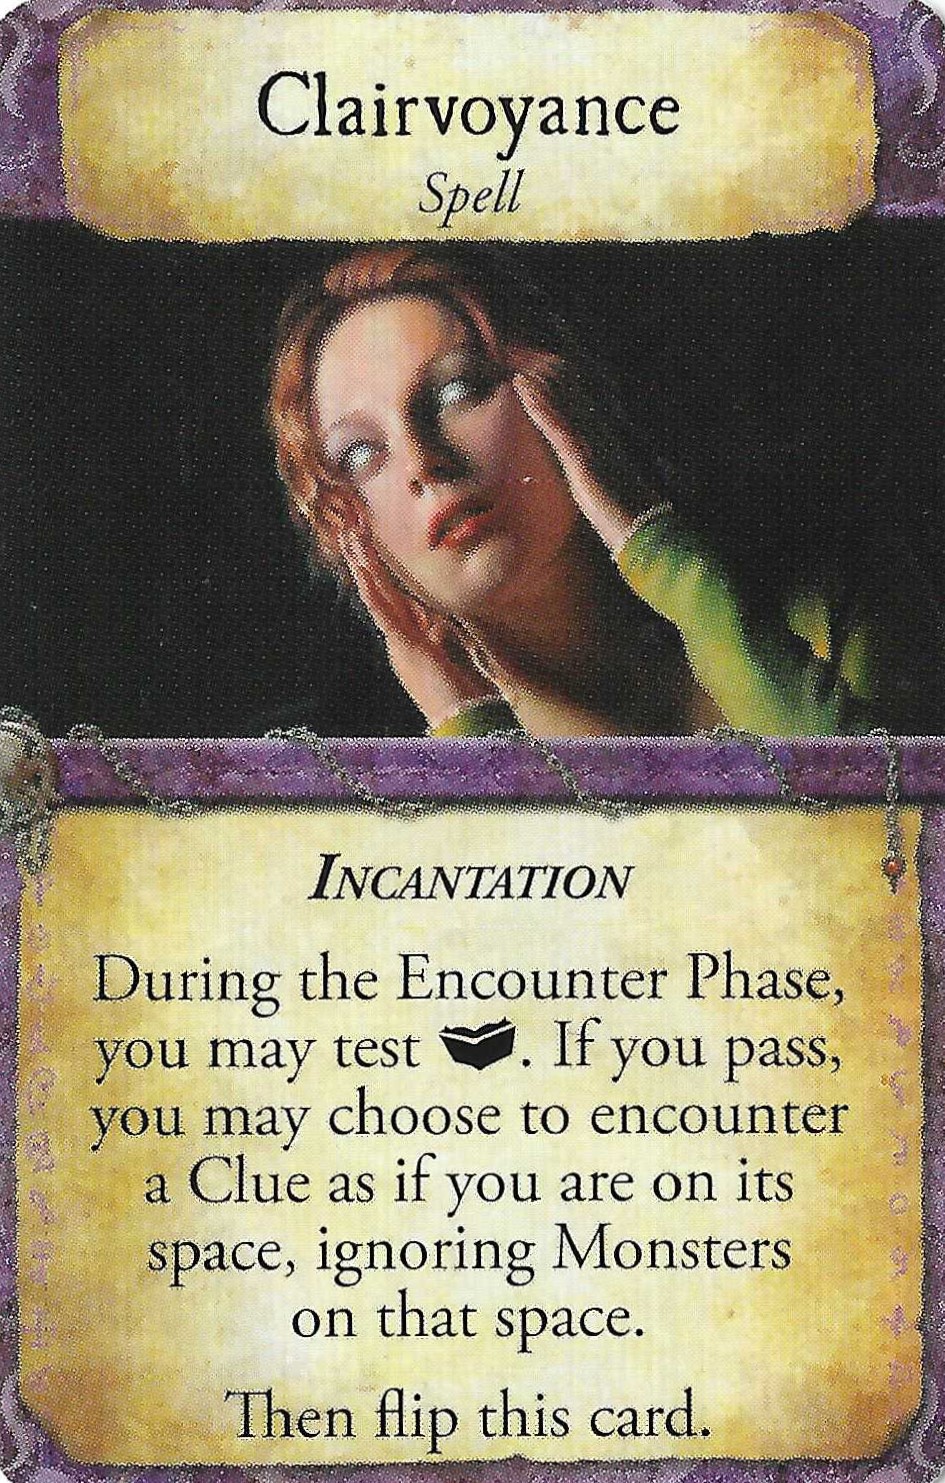 Clairvoyance
Spell
INCANTATION
During the Encounter Phase,
you may test . If you pass,
you may choose to encounter
a Clue as if you are on its
space, ignoring Monsters
on that space.
Then flip this card.